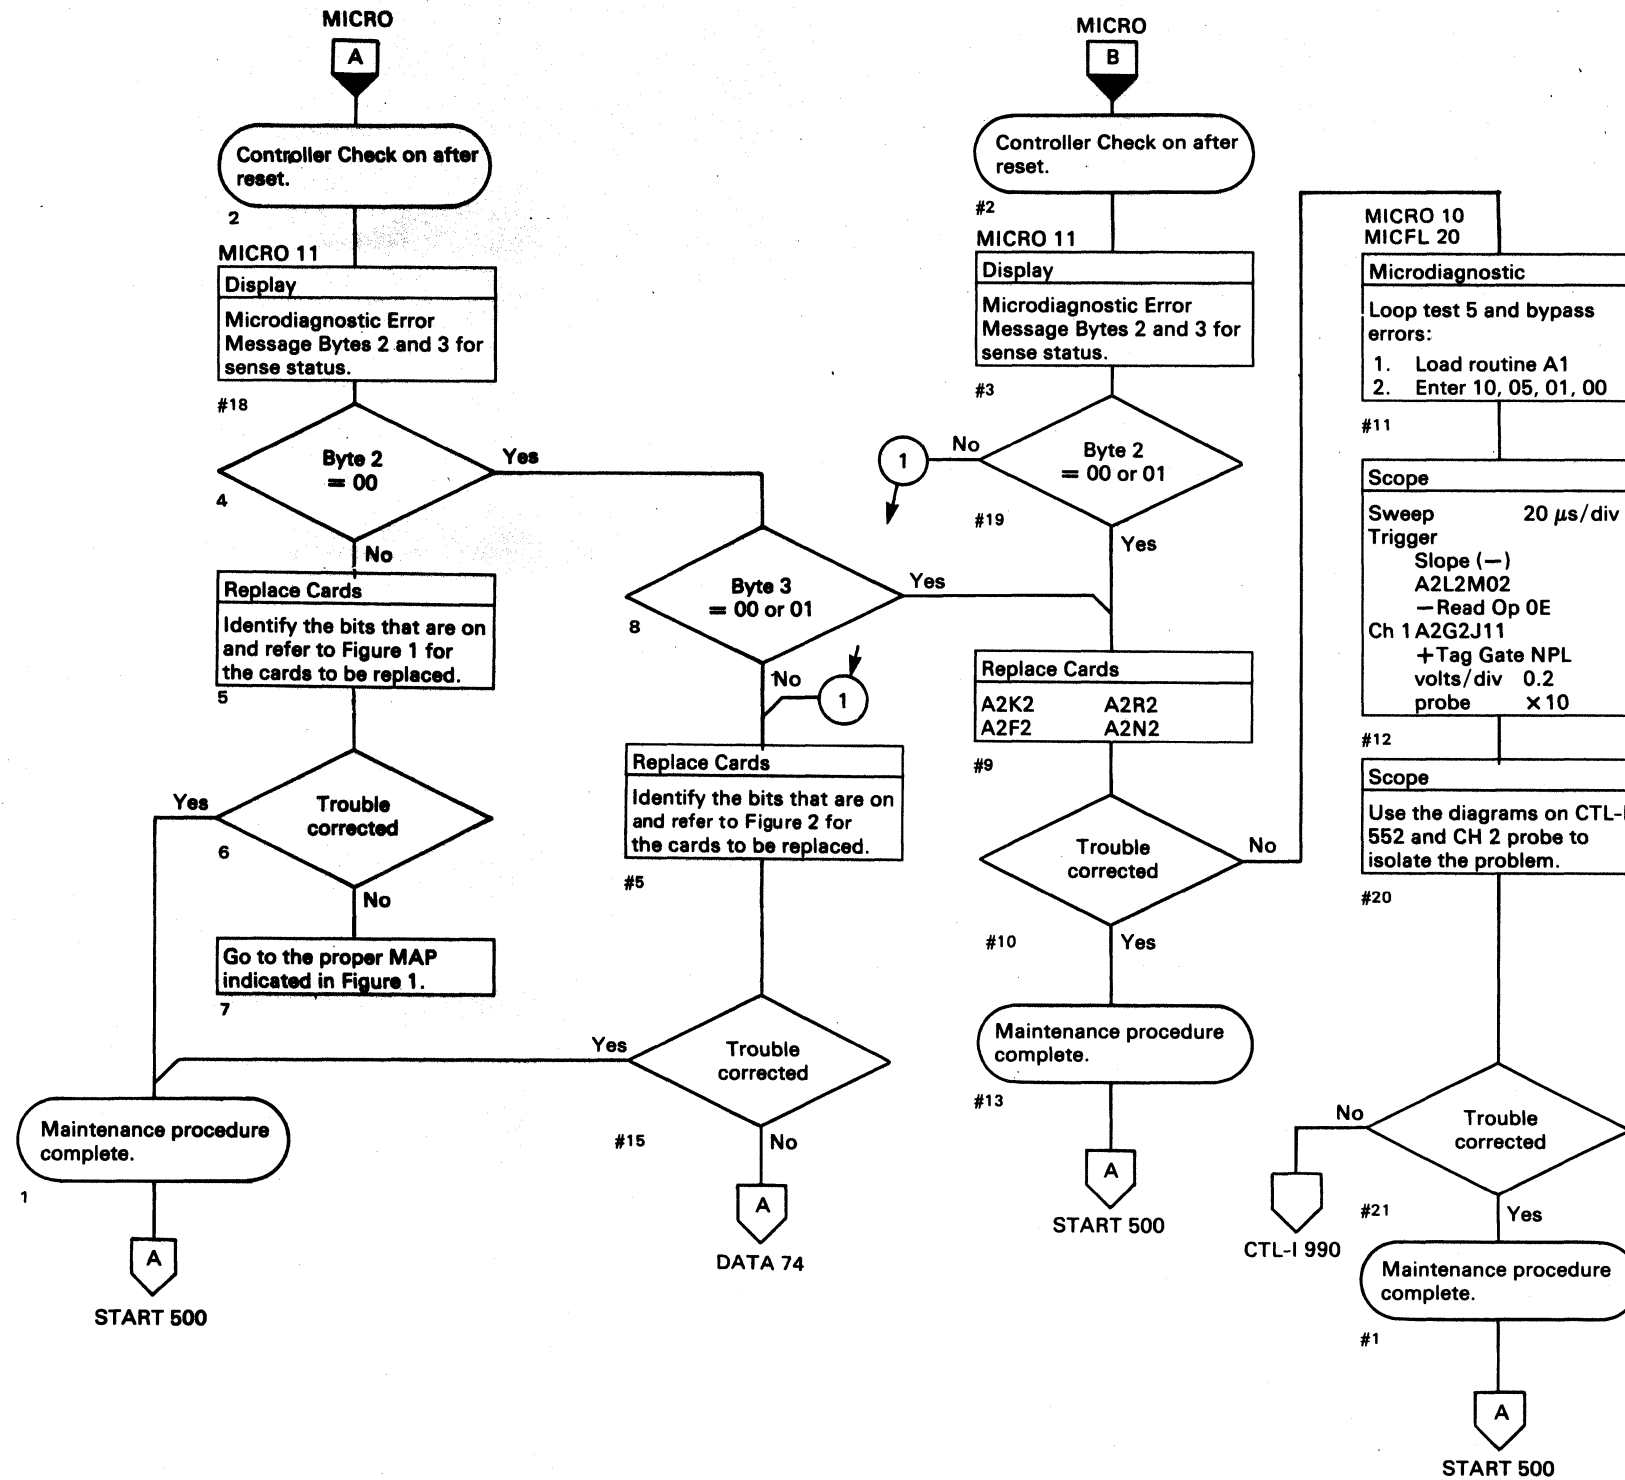 MICRO
A
Controller Check on after
reset.
2
MICRO 11
Display
Microdiagnostic Error
Message Bytes 2 and 3 for
sense status.
#18
Byte 2
= 00
Yes
4
No
Replace Cards
Identify the bits that are on
and refer to Figure 1 for
the cards to be replaced.
5
Yes
Trouble
corrected
6
No
Go to the proper MAP
indicated in Figure 1.
7
Maintenance procedure
complete.
1
A
START 500
Byte 3
= 00 or 01
Yes
8
No
1
Replace Cards
Identify the bits that are on
and refer to Figure 2 for
the cards to be replaced.
#5
Yes
Trouble
corrected
#15
No
A
DATA 74
MICRO
B
Controller Check on after
reset.
#2
MICRO 11
Display
Microdiagnostic Error
Message Bytes 2 and 3 for
sense status.
#3
1
No
Byte 2
= 00 or 01
#19
Yes
Replace Cards
A2K2 A2R2
A2F2 A2N2
#9
Trouble
corrected
No
#10
Yes
Maintenance procedure
complete.
#13
A
START 500
MICRO 10
MICFL 20
Microdiagnostic
Loop test 5 and bypass
errors:
1. Load routine A1
2. Enter 10, 05, 01, 00
#11
Scope
Sweep 20 μs/div
Trigger
Slope (—)
A2L2M02
—Read Op 0E
Ch 1 A2G2J11
+Tag Gate NPL
volts/div 0.2
probe ×10
#12
Scope
Use the diagrams on CTL-I
552 and CH 2 probe to
isolate the problem.
#20
No
Trouble
corrected
#21
Yes
CTL-I 990
Maintenance procedure
complete.
#1
A
START 500